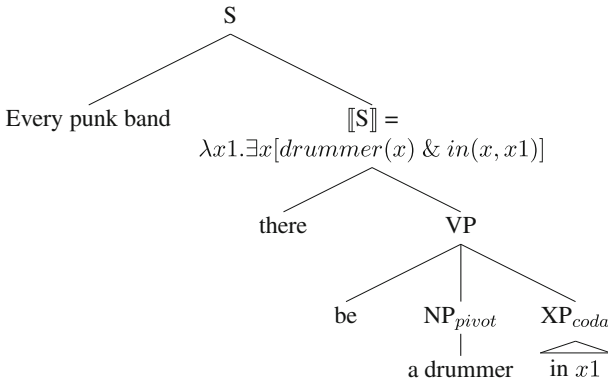 S
Every punk band
⟦S⟧ =
λx1.∃x[drummer(x) & in(x, x1)]
there
VP
be
NP_pivot
XP_coda
a drummer
in x1